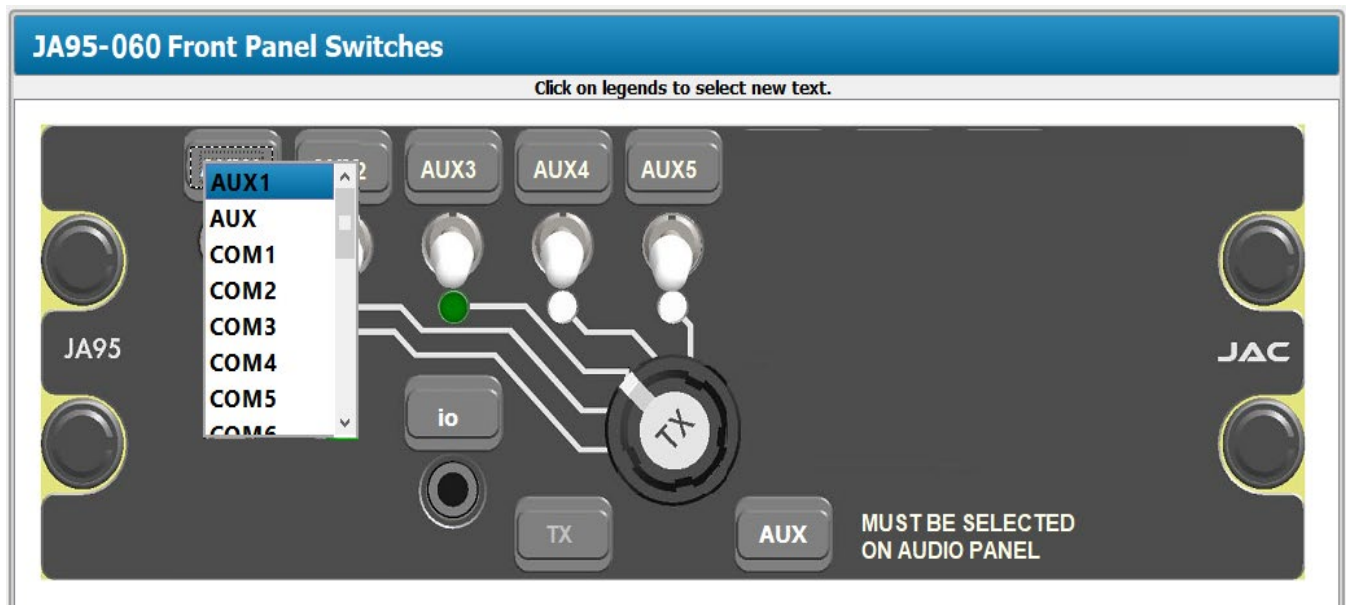 JA95-060 Front Panel Switches
Click on legends to select new text.
AUX3 AUX4 AUX5
AUX1
AUX
COM1
COM2
COM3
COM4
COM5
COM6
JA95
JAC
io
TX
TX
AUX
MUST BE SELECTED
ON AUDIO PANEL